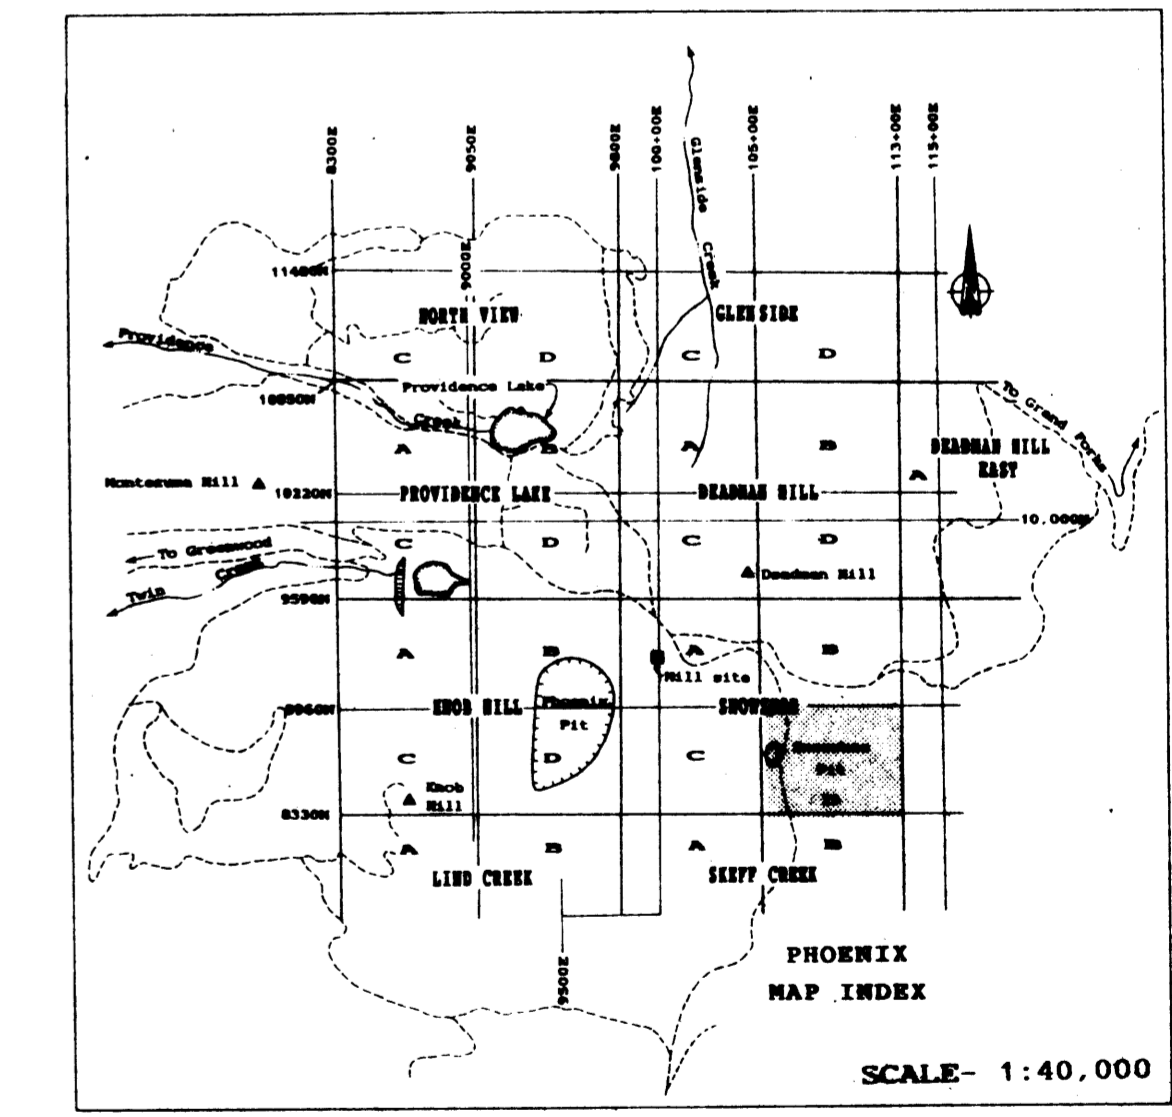 8300E
9050E
9800E
100+00E
105+00E
113+00E
115+00E
Glenside
Creek
9000E
11480N
NORTH VIEW
GLENSIDE
Providence
C
D
C
D
Providence Lake
To Grand Forks
10850N
Creek
A
B
A
B
DEADMAN HILL
EAST
A
Montezuma Hill
10220N
PROVIDENCE LAKE
DEADMAN HILL
10,000N
To Greenwood
C
D
C
D
Creek
Deadman Hill
Twin
9590N
A
B
A
B
Mill site
KNOB HILL
Phoenix
Pit
SNOWSHOE
C
D
C
Snowshoe
Pit
D
Knob
Hill
8330N
A
B
A
B
LIND CREEK
SKEFF CREEK
PHOENIX
MAP INDEX
9500E
SCALE- 1:40,000